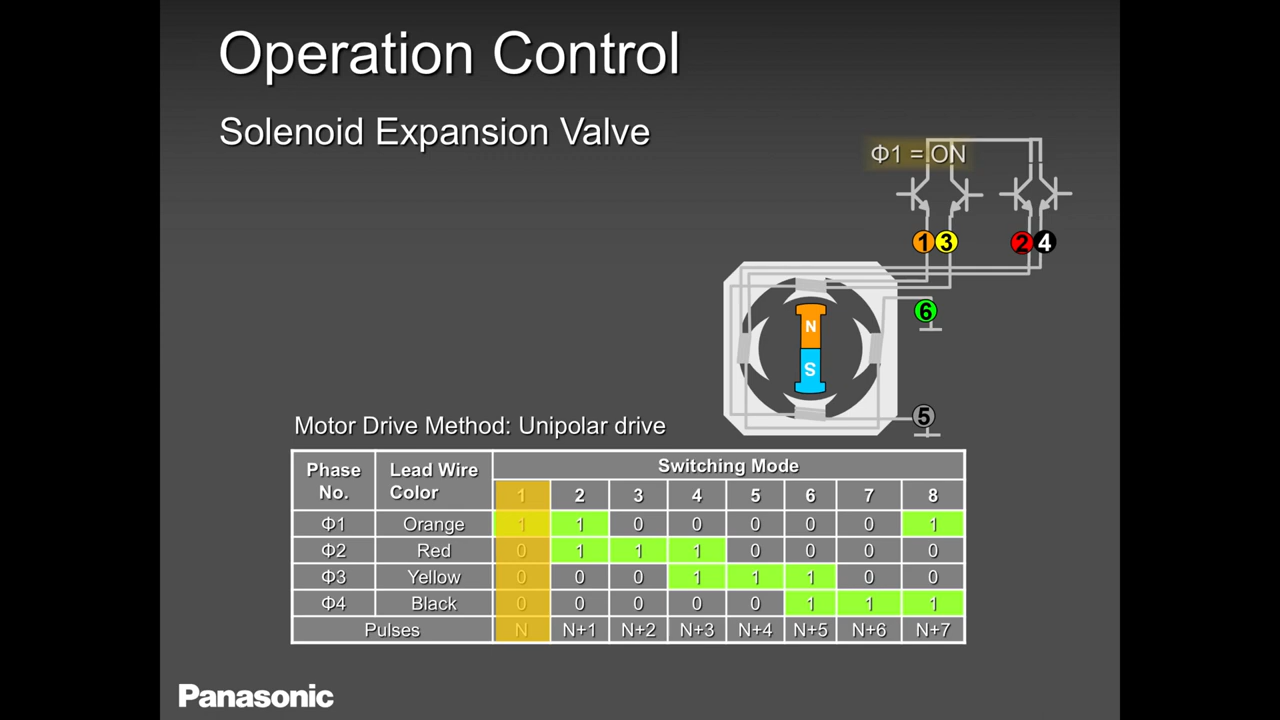 Operation Control
Solenoid Expansion Valve
Φ1 = ON
1 3 2 4
6
N
S
5
Motor Drive Method: Unipolar drive
Phase No. Lead Wire Color Switching Mode
1 2 3 4 5 6 7 8
Φ1 Orange 1 1 0 0 0 0 0 1
Φ2 Red 0 1 1 1 0 0 0 0
Φ3 Yellow 0 0 0 1 1 1 0 0
Φ4 Black 0 0 0 0 0 1 1 1
Pulses N N+1 N+2 N+3 N+4 N+5 N+6 N+7
Panasonic